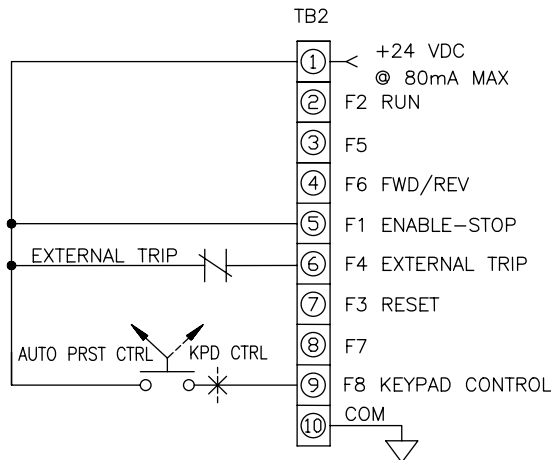 TB2
1 +24 VDC
@ 80mA MAX
2 F2 RUN
3 F5
4 F6 FWD/REV
5 F1 ENABLE-STOP
EXTERNAL TRIP 6 F4 EXTERNAL TRIP
7 F3 RESET
8 F7
AUTO PRST CTRL KPD CTRL
9 F8 KEYPAD CONTROL
10 COM